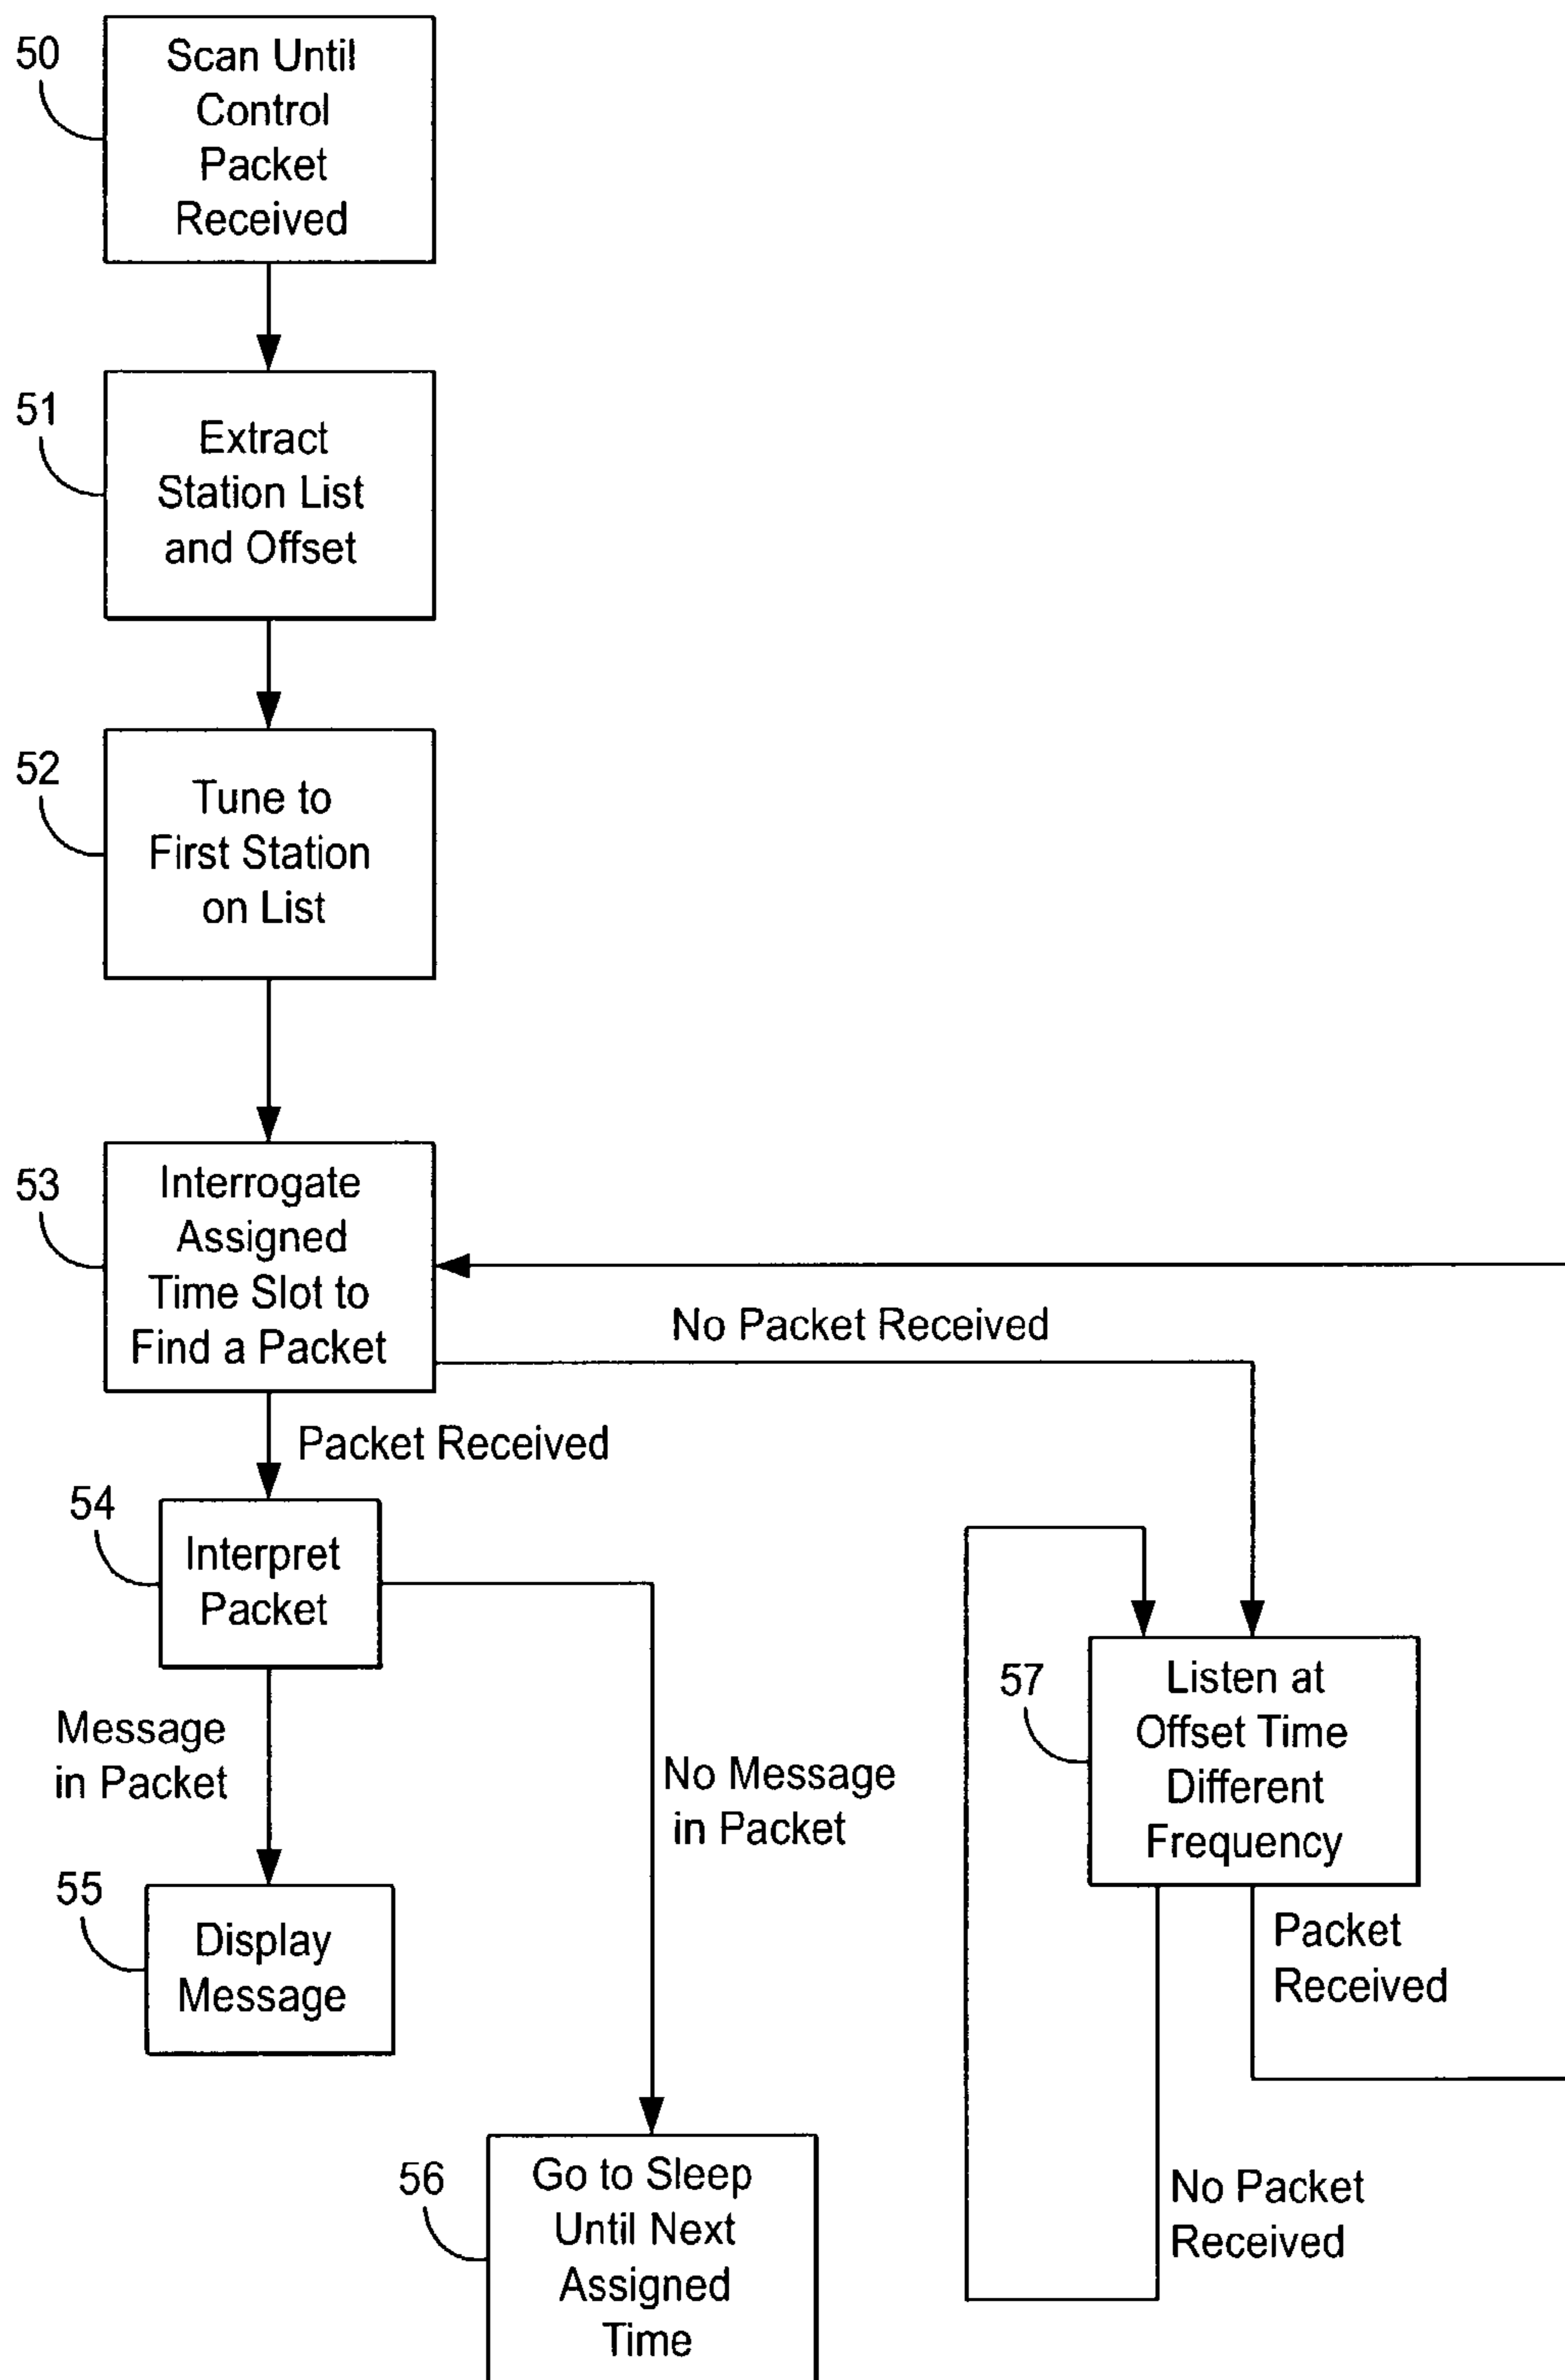 50
Scan Until
Control
Packet
Received
51
Extract
Station List
and Offset
52
Tune to
First Station
on List
53
Interrogate
Assigned
Time Slot to
Find a Packet
No Packet Received
Packet Received
54
Interpret
Packet
Message
in Packet
No Message
in Packet
55
Display
Message
56
Go to Sleep
Until Next
Assigned
Time
57
Listen at
Offset Time
Different
Frequency
Packet
Received
No Packet
Received